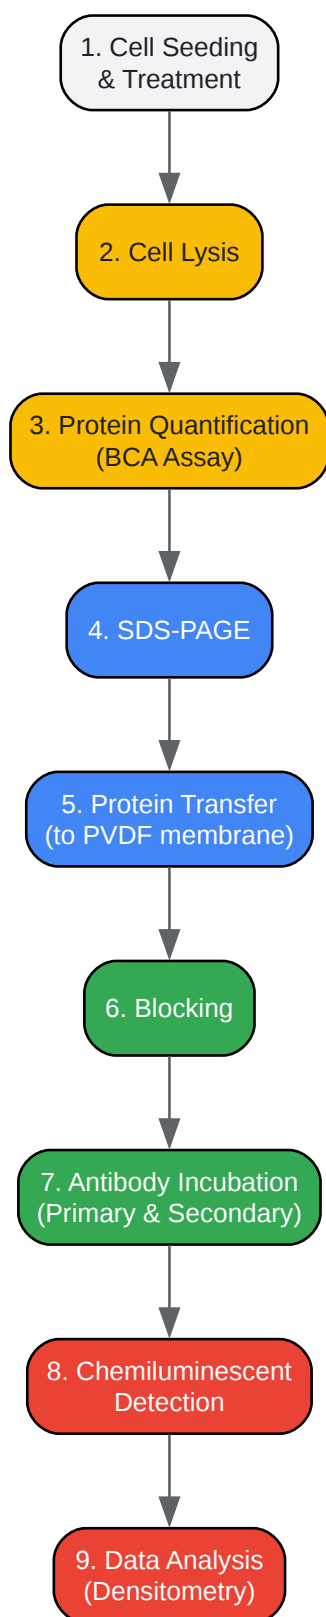 1. Cell Seeding
& Treatment
2. Cell Lysis
3. Protein Quantification
(BCA Assay)
4. SDS-PAGE
5. Protein Transfer
(to PVDF membrane)
6. Blocking
7. Antibody Incubation
(Primary & Secondary)
8. Chemiluminescent
Detection
9. Data Analysis
(Densitometry)